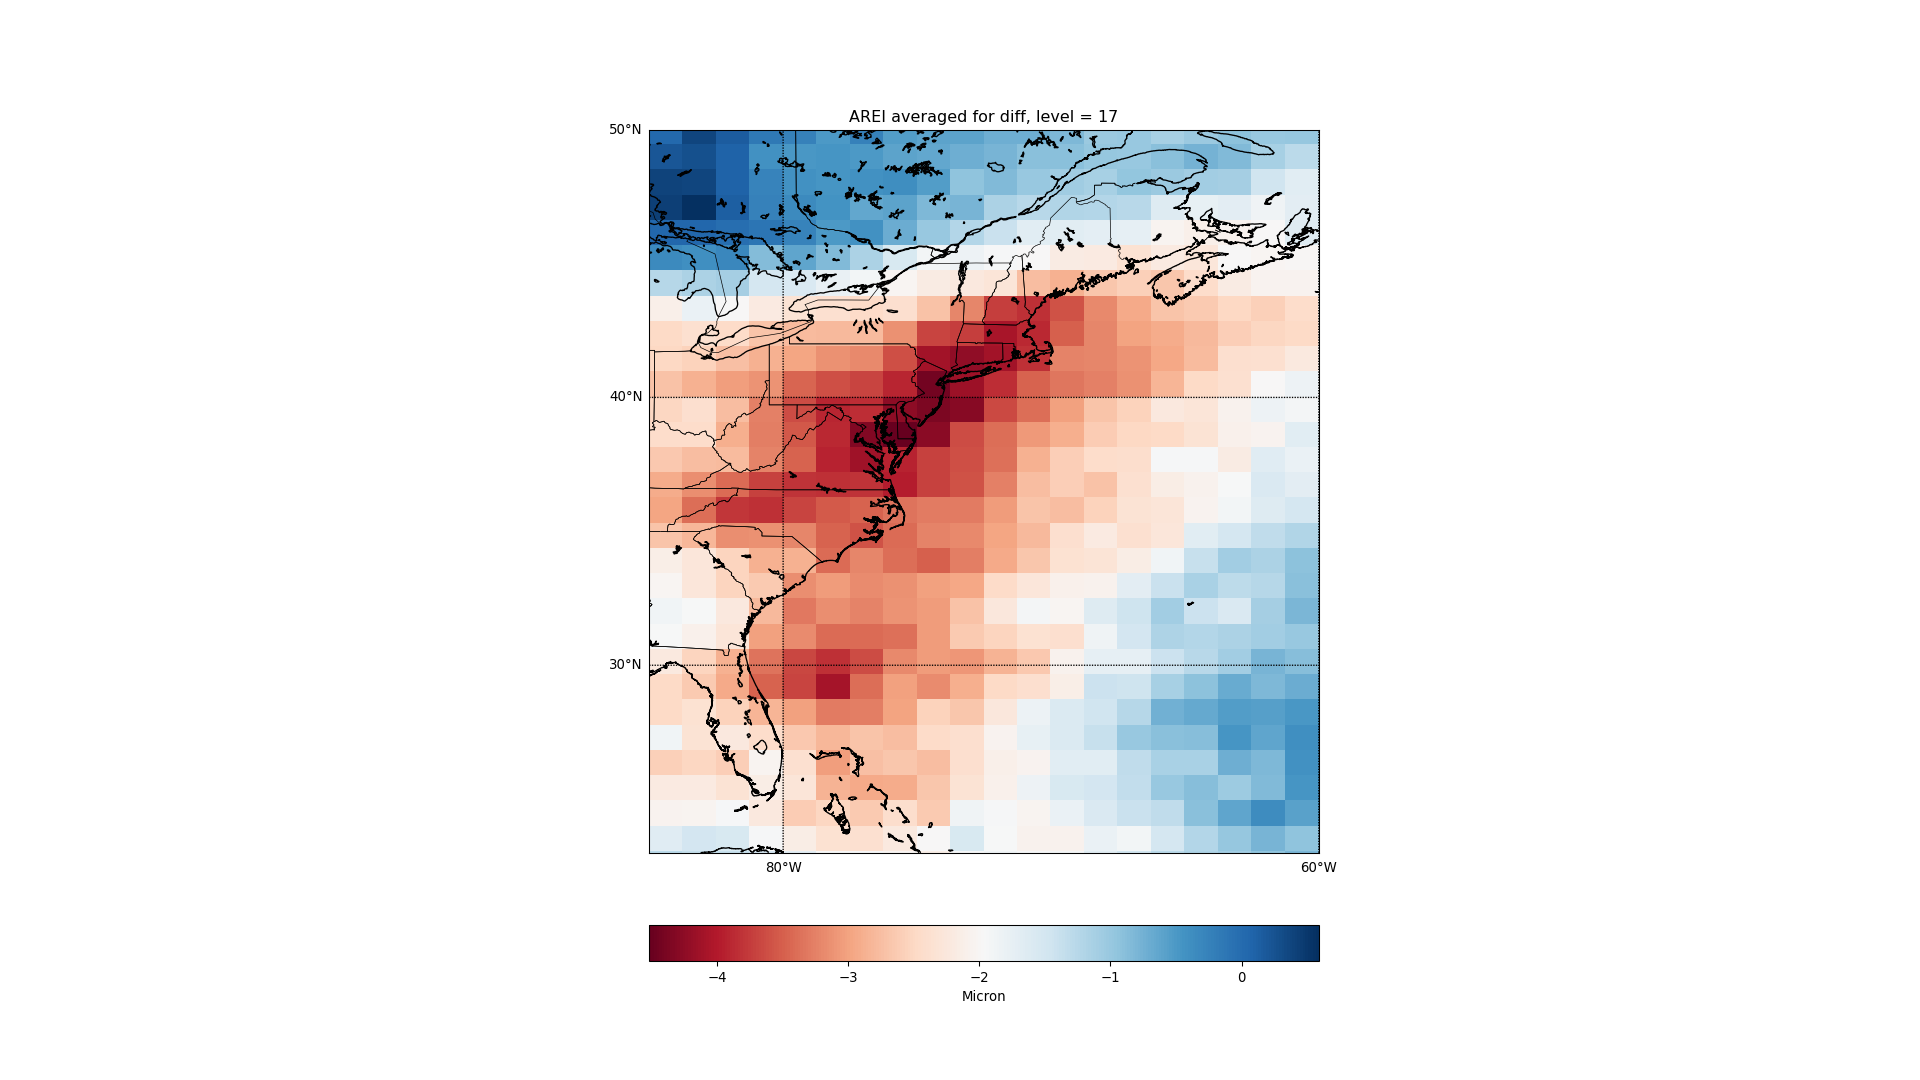 AREI averaged for diff, level = 17
50°N
40°N
30°N
80°W 60°W
−4 −3 −2 −1 0
Micron